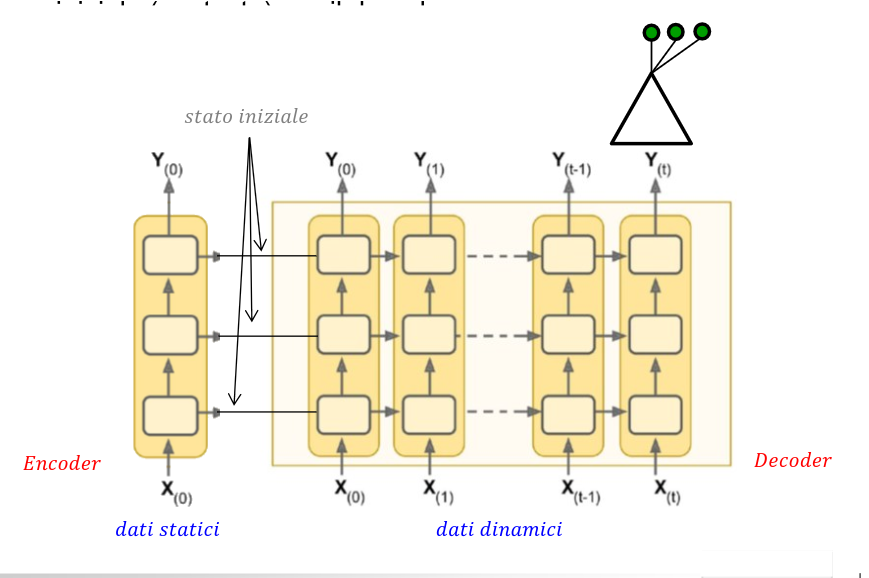 stato iniziale
Y(0) Y(0) Y(1) Y(t-1) Y(t)
Encoder
Decoder
X(0) X(0) X(1) X(t-1) X(t)
dati statici
dati dinamici